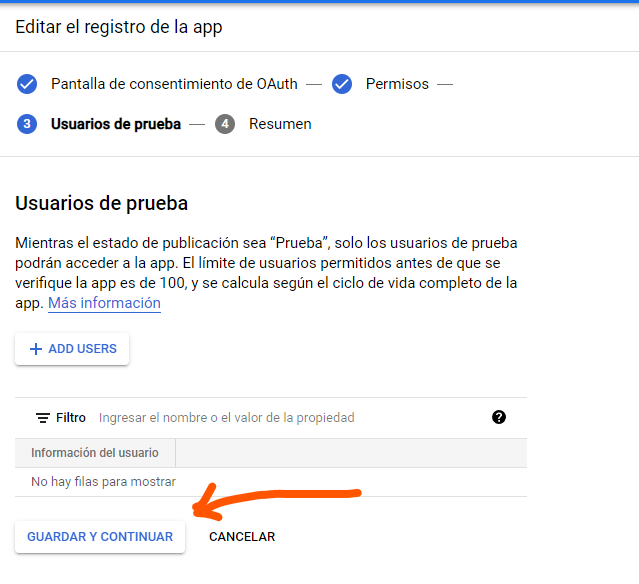 Editar el registro de la app
Pantalla de consentimiento de OAuth — Permisos —
3 Usuarios de prueba — 4 Resumen
Usuarios de prueba
Mientras el estado de publicación sea “Prueba”, solo los usuarios de prueba
podrán acceder a la app. El límite de usuarios permitidos antes de que se
verifique la app es de 100, y se calcula según el ciclo de vida completo de la
app. Más información
+ ADD USERS
Filtro Ingresar el nombre o el valor de la propiedad ?
Información del usuario
No hay filas para mostrar
GUARDAR Y CONTINUAR CANCELAR